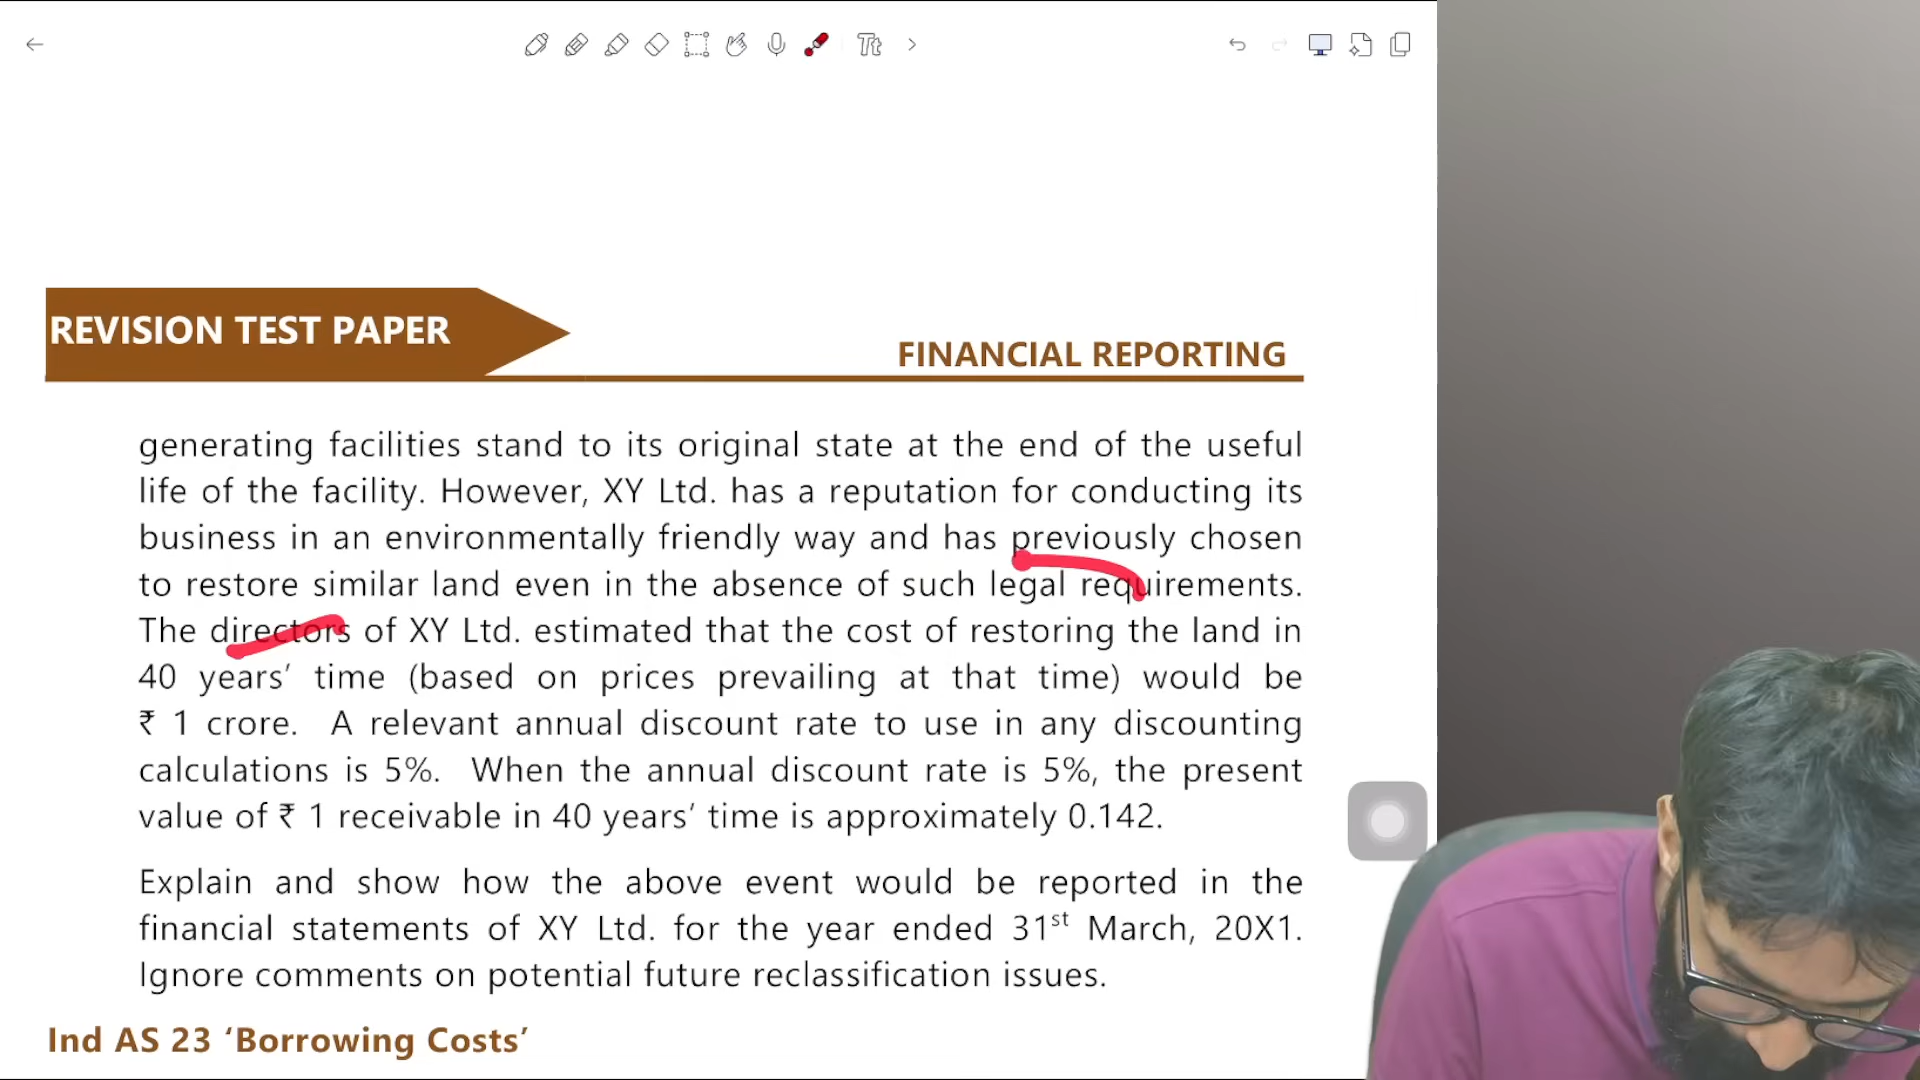 Tt
REVISION TEST PAPER
FINANCIAL REPORTING
generating facilities stand to its original state at the end of the useful
life of the facility. However, XY Ltd. has a reputation for conducting its
business in an environmentally friendly way and has previously chosen
to restore similar land even in the absence of such legal requirements.
The directors of XY Ltd. estimated that the cost of restoring the land in
40 years’ time (based on prices prevailing at that time) would be
₹ 1 crore. A relevant annual discount rate to use in any discounting
calculations is 5%. When the annual discount rate is 5%, the present
value of ₹ 1 receivable in 40 years’ time is approximately 0.142.
Explain and show how the above event would be reported in the
financial statements of XY Ltd. for the year ended 31st March, 20X1.
Ignore comments on potential future reclassification issues.
Ind AS 23 ‘Borrowing Costs’